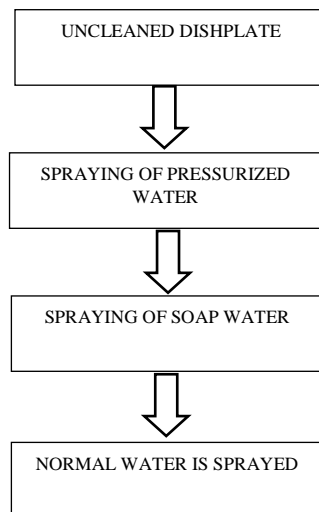 UNCLEANED DISHPLATE
SPRAYING OF PRESSURIZED
WATER
SPRAYING OF SOAP WATER
NORMAL WATER IS SPRAYED